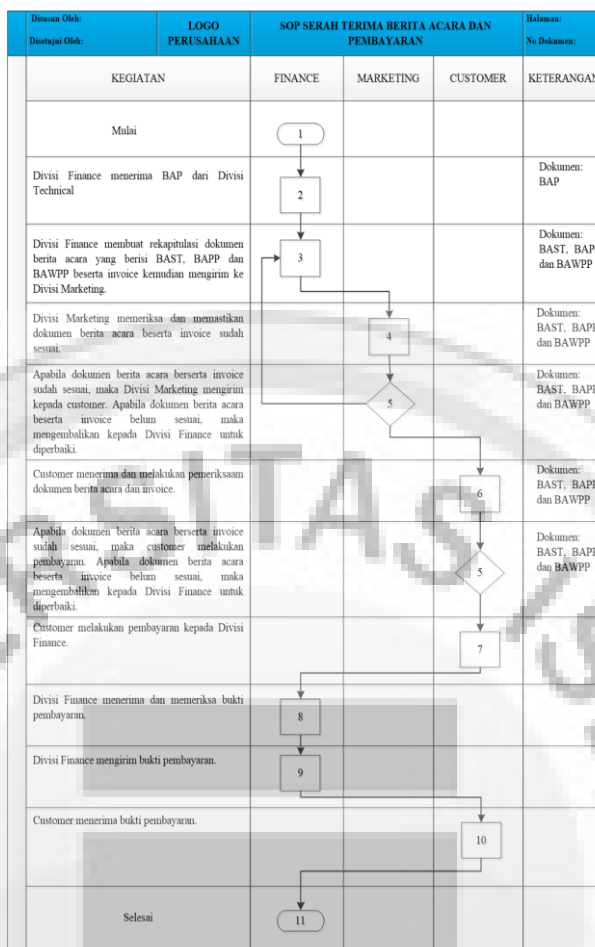 Disusun Oleh:
Disetujui Oleh:
LOGO
PERUSAHAAN
SOP SERAH TERIMA BERITA ACARA DAN
PEMBAYARAN
Halaman:
No Dokumen:
KEGIATAN
FINANCE
MARKETING
CUSTOMER
KETERANGAN
Mulai
1
Divisi Finance menerima BAP dari Divisi
Technical
2
Dokumen:
BAP
Divisi Finance membuat rekapitulasi dokumen
berita acara yang berisi BAST, BAPP dan
BAWPP beserta invoice kemudian mengirim ke
Divisi Marketing.
3
Dokumen:
BAST, BAPP
dan BAWPP
Divisi Marketing memeriksa dan memastikan
dokumen berita acara beserta invoice sudah
sesuai.
4
Dokumen:
BAST, BAPP
dan BAWPP
Apabila dokumen berita acara berserta invoice
sudah sesuai, maka Divisi Marketing mengirim
kepada customer. Apabila dokumen berita acara
beserta invoice belum sesuai, maka
mengembalikan kepada Divisi Finance untuk
diperbaiki.
5
Dokumen:
BAST, BAPP
dan BAWPP
Customer menerima dan melakukan pemeriksaam
dokumen berita acara dan invoice.
6
Dokumen:
BAST, BAPP
dan BAWPP
Apabila dokumen berita acara berserta invoice
sudah sesuai, maka customer melakukan
pembayaran. Apabila dokumen berita acara
beserta invoice belum sesuai, maka
mengembalikan kepada Divisi Finance untuk
diperbaiki.
5
Dokumen:
BAST, BAPP
dan BAWPP
Customer melakukan pembayaran kepada Divisi
Finance.
7
Divisi Finance menerima dan memeriksa bukti
pembayaran.
8
Divisi Finance mengirim bukti pembayaran.
9
Customer menerima bukti pembayaran.
10
Selesai
11